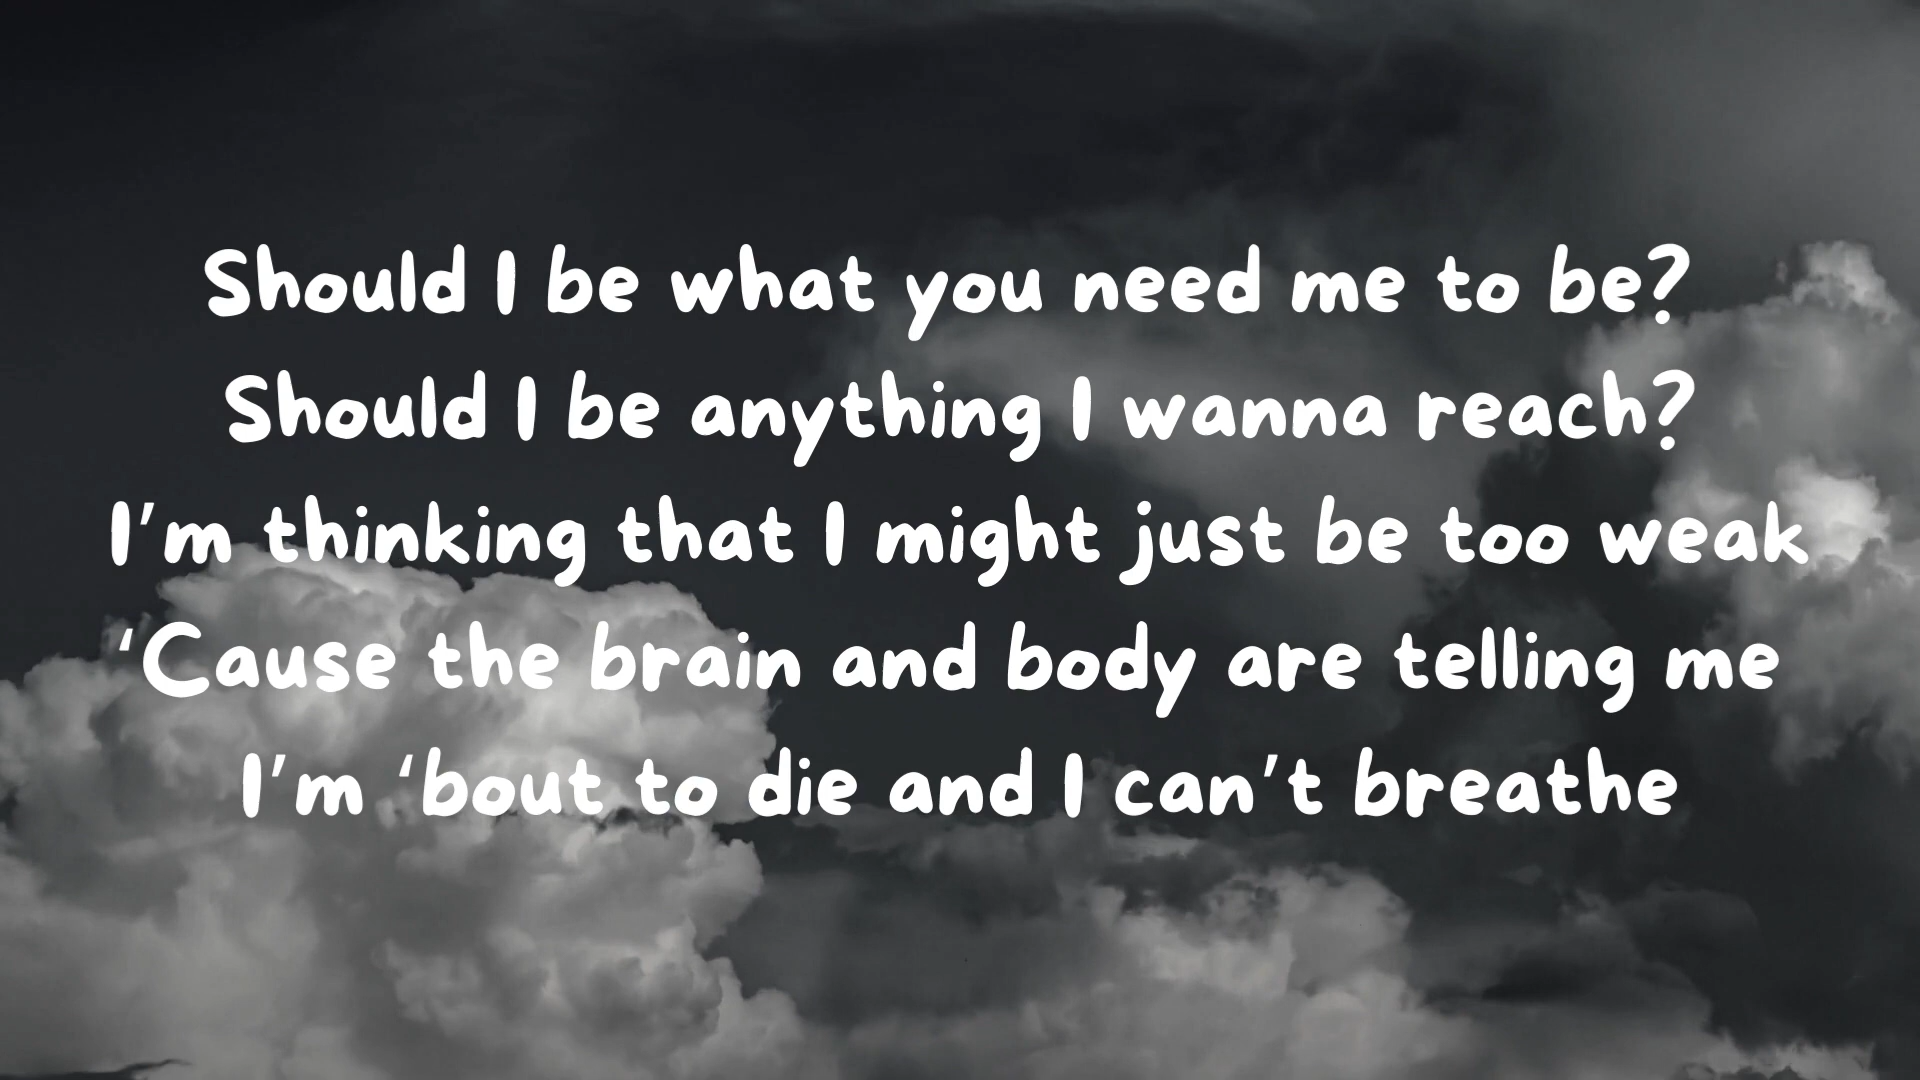 Should I be what you need me to be?
Should I be anything I wanna reach?
I'm thinking that I might just be too weak
‘Cause the brain and body are telling me
I'm ‘bout to die and I can't breathe